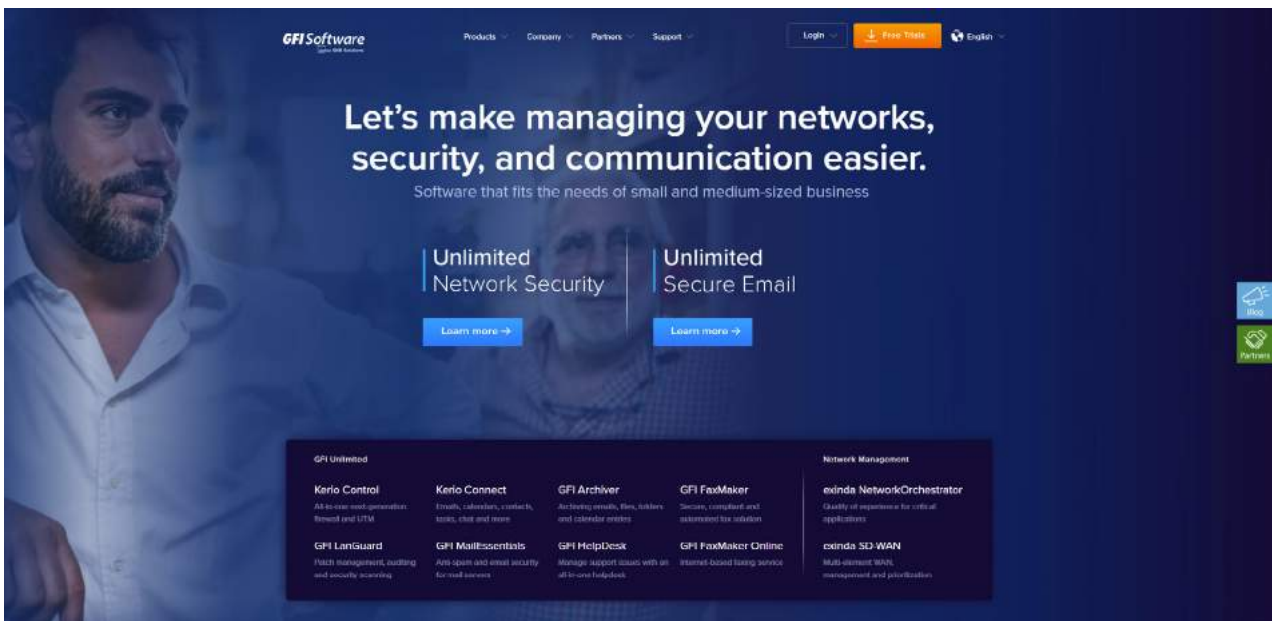 GFI Software
Products
Company
Partners
Support
Login
Free Trials
English
Let's make managing your networks,
security, and communication easier.
Software that fits the needs of small and medium-sized business
Unlimited
Network Security
Learn more →
Unlimited
Secure Email
Learn more →
Blog
Partners
GFI Unlimited
Kerio Control
All-in-one next-generation
firewall and UTM
Kerio Connect
Emails, calendars, contacts,
tasks, chat and more
GFI Archiver
Archiving emails, files, folders
and calendar entries
GFI FaxMaker
Secure, compliant and
automated fax solution
GFI LanGuard
Patch management, auditing
and security scanning
GFI MailEssentials
Anti-spam and email security
for mail servers
GFI HelpDesk
Manage support issues with an
all-in-one helpdesk
GFI FaxMaker Online
Internet-based faxing service
Network Management
exinda NetworkOrchestrator
Quality of experience for critical
applications
exinda SD-WAN
Multi-element WAN,
management and prioritization